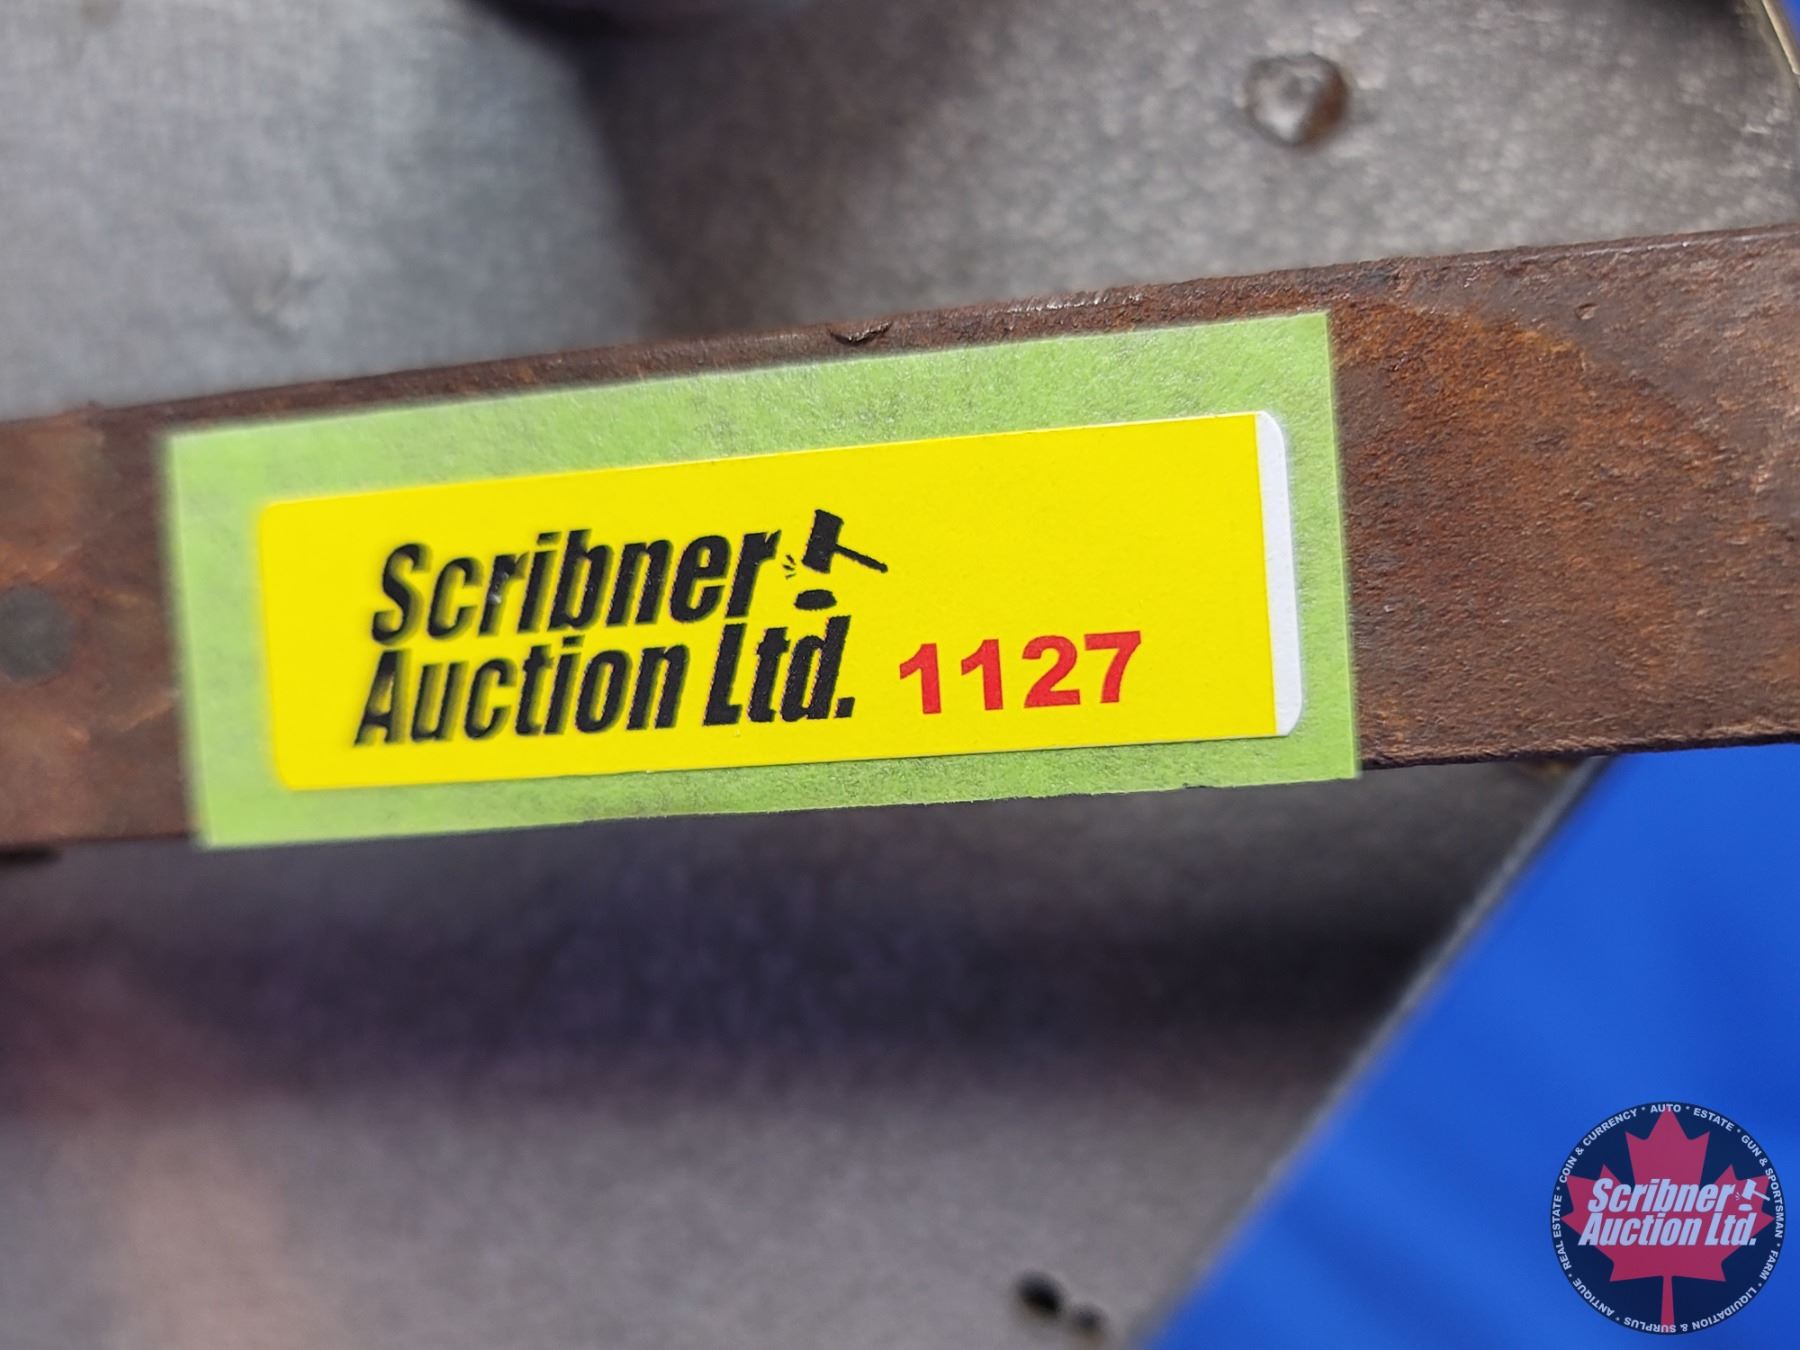 Scribner
Auction Ltd. 1127
COIN & CURRENCY * AUTO * ESTATE * GUN & SPORTSMAN * FARM * LIQUIDATION & SURPLUS * ANTIQUE * REAL ESTATE *
Scribner
Auction Ltd.